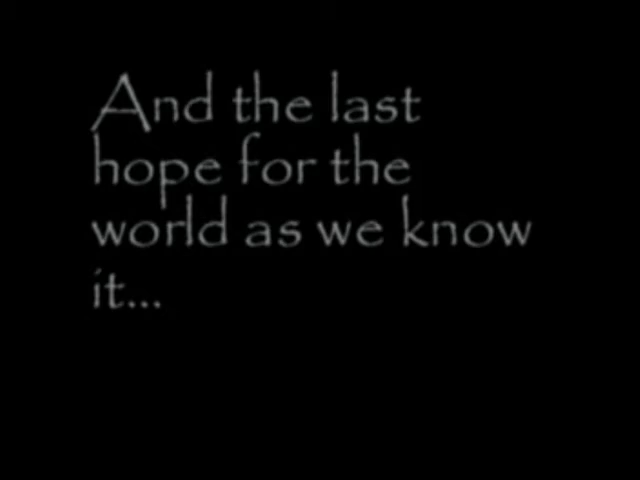 And the last
hope for the
world as we know
it...